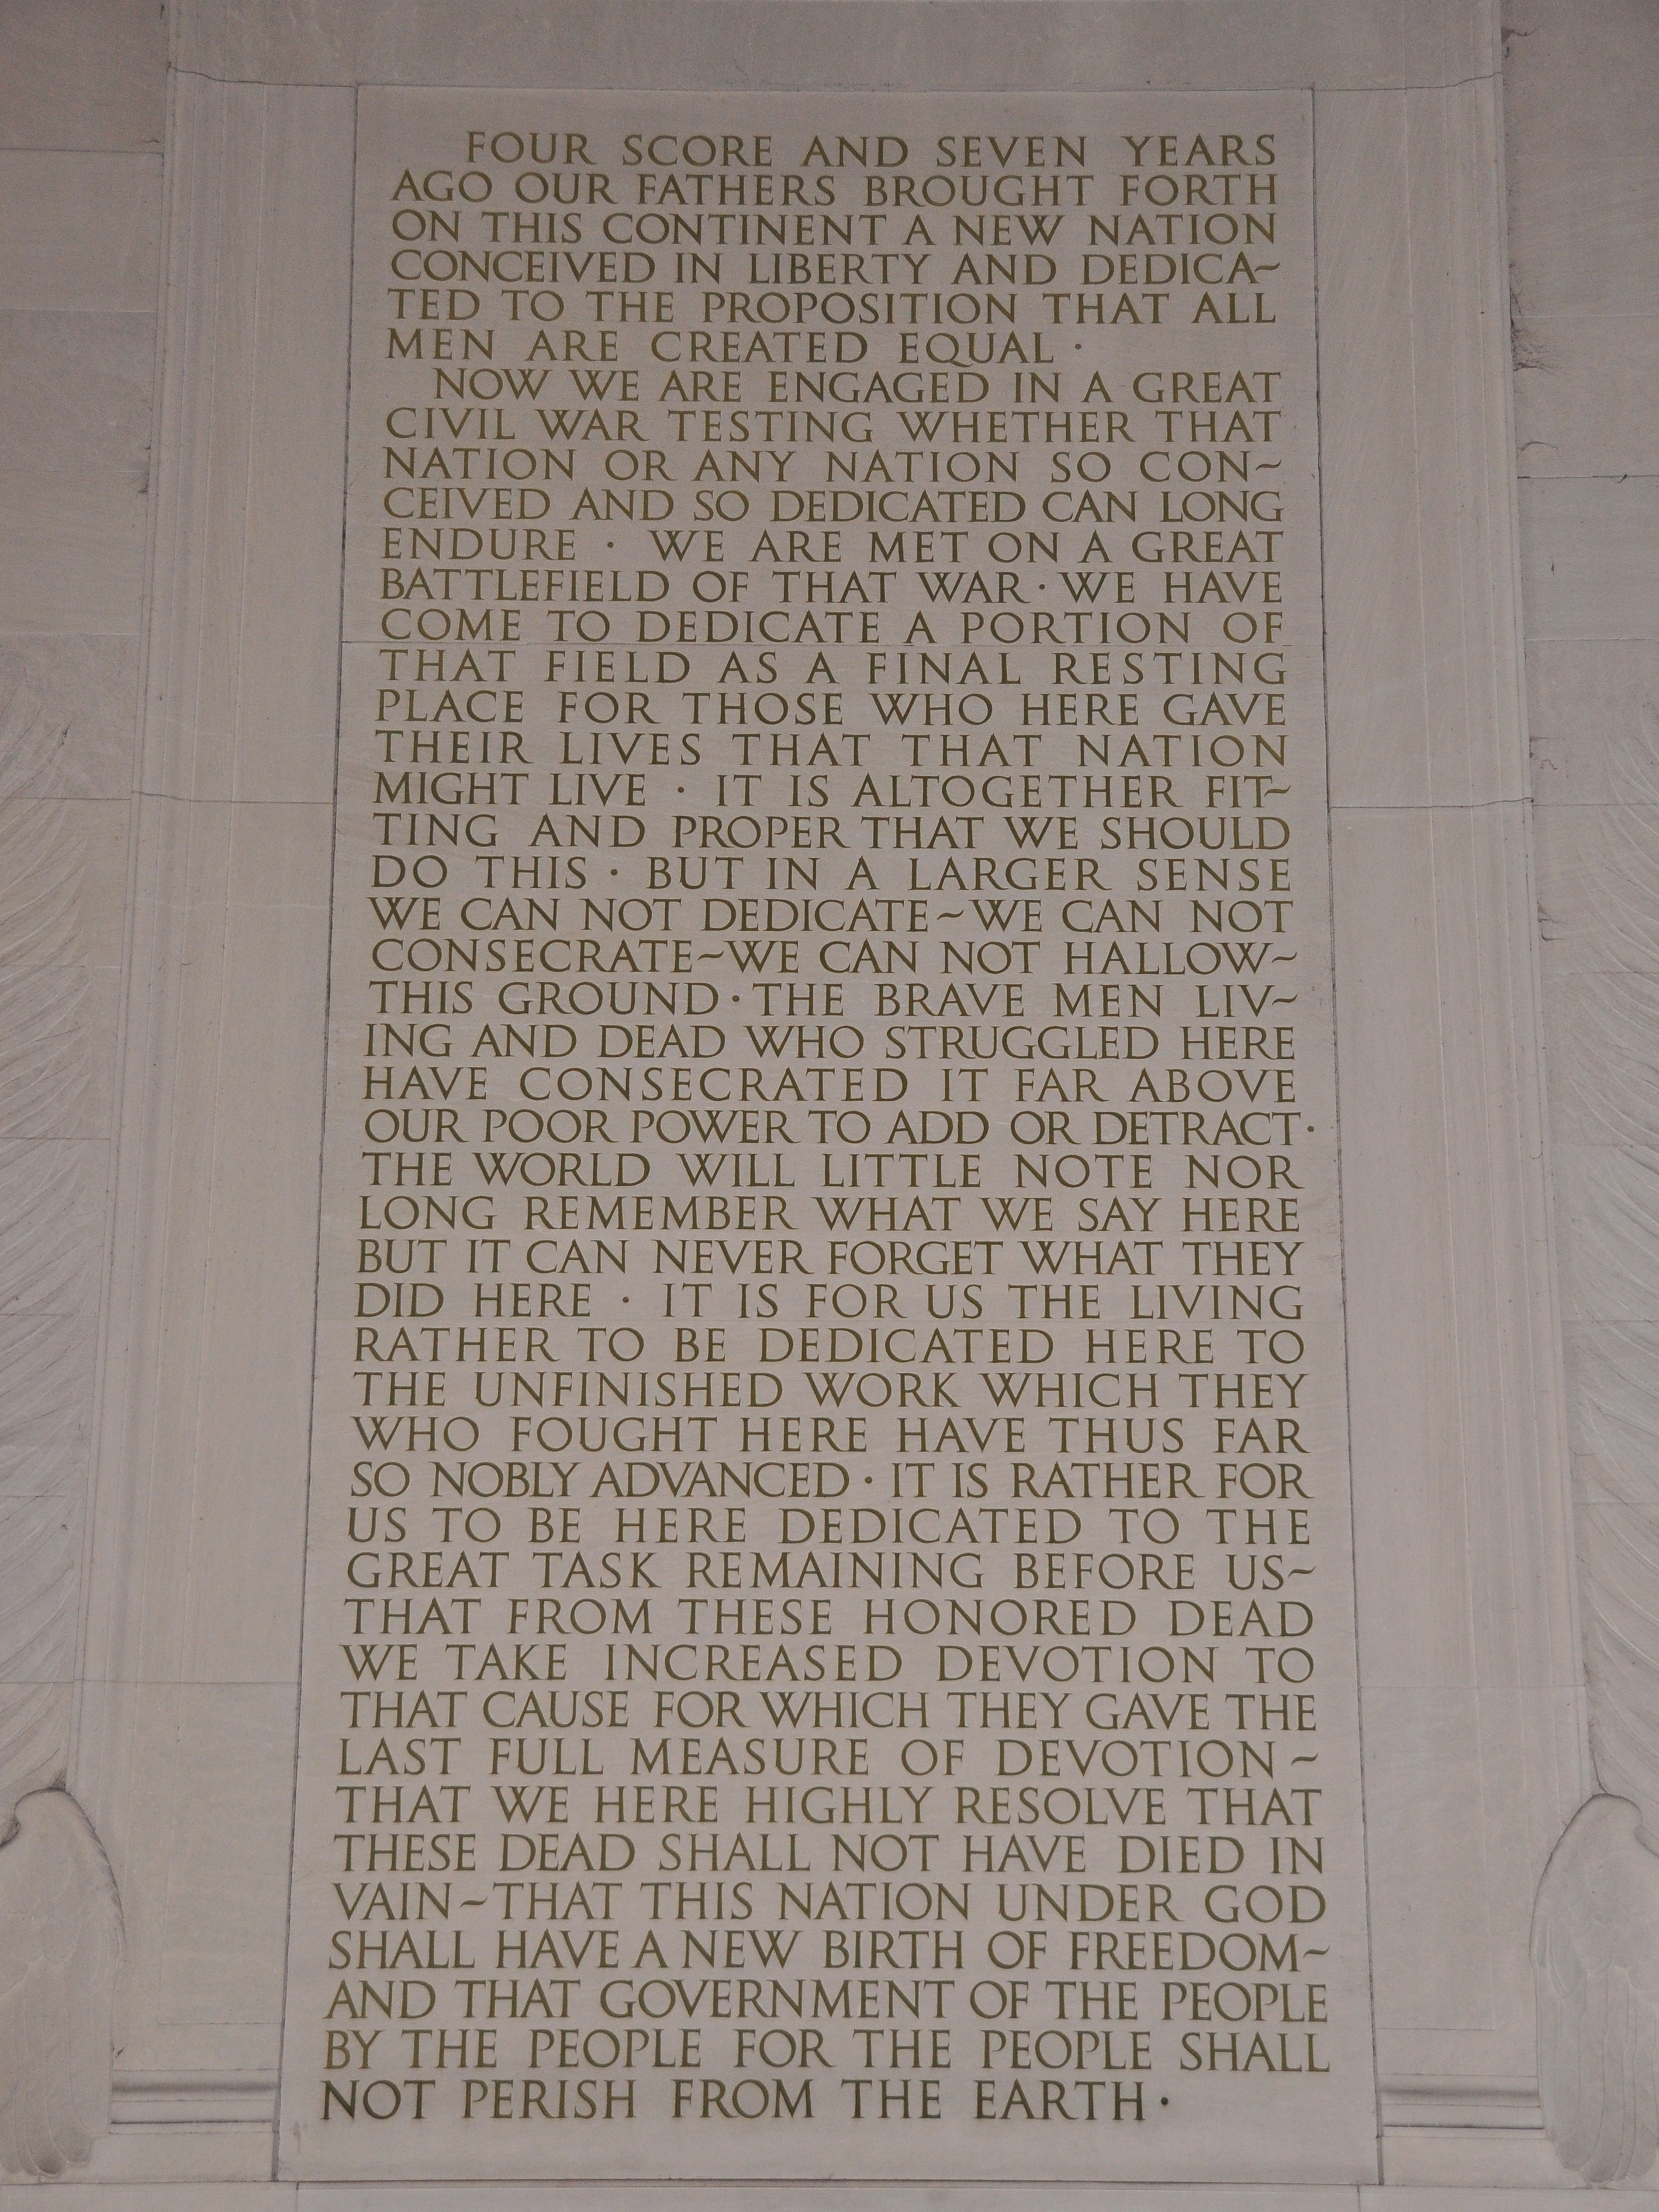 FOUR SCORE AND SEVEN YEARS
AGO OUR FATHERS BROUGHT FORTH
ON THIS CONTINENT A NEW NATION
CONCEIVED IN LIBERTY AND DEDICA~
TED TO THE PROPOSITION THAT ALL
MEN ARE CREATED EQUAL ·
NOW WE ARE ENGAGED IN A GREAT
CIVIL WAR TESTING WHETHER THAT
NATION OR ANY NATION SO CON~
CEIVED AND SO DEDICATED CAN LONG
ENDURE · WE ARE MET ON A GREAT
BATTLEFIELD OF THAT WAR · WE HAVE
COME TO DEDICATE A PORTION OF
THAT FIELD AS A FINAL RESTING
PLACE FOR THOSE WHO HERE GAVE
THEIR LIVES THAT THAT NATION
MIGHT LIVE · IT IS ALTOGETHER FIT~
TING AND PROPER THAT WE SHOULD
DO THIS · BUT IN A LARGER SENSE
WE CAN NOT DEDICATE~WE CAN NOT
CONSECRATE~WE CAN NOT HALLOW~
THIS GROUND · THE BRAVE MEN LIV~
ING AND DEAD WHO STRUGGLED HERE
HAVE CONSECRATED IT FAR ABOVE
OUR POOR POWER TO ADD OR DETRACT ·
THE WORLD WILL LITTLE NOTE NOR
LONG REMEMBER WHAT WE SAY HERE
BUT IT CAN NEVER FORGET WHAT THEY
DID HERE · IT IS FOR US THE LIVING
RATHER TO BE DEDICATED HERE TO
THE UNFINISHED WORK WHICH THEY
WHO FOUGHT HERE HAVE THUS FAR
SO NOBLY ADVANCED · IT IS RATHER FOR
US TO BE HERE DEDICATED TO THE
GREAT TASK REMAINING BEFORE US~
THAT FROM THESE HONORED DEAD
WE TAKE INCREASED DEVOTION TO
THAT CAUSE FOR WHICH THEY GAVE THE
LAST FULL MEASURE OF DEVOTION ~
THAT WE HERE HIGHLY RESOLVE THAT
THESE DEAD SHALL NOT HAVE DIED IN
VAIN~THAT THIS NATION UNDER GOD
SHALL HAVE A NEW BIRTH OF FREEDOM~
AND THAT GOVERNMENT OF THE PEOPLE
BY THE PEOPLE FOR THE PEOPLE SHALL
NOT PERISH FROM THE EARTH ·